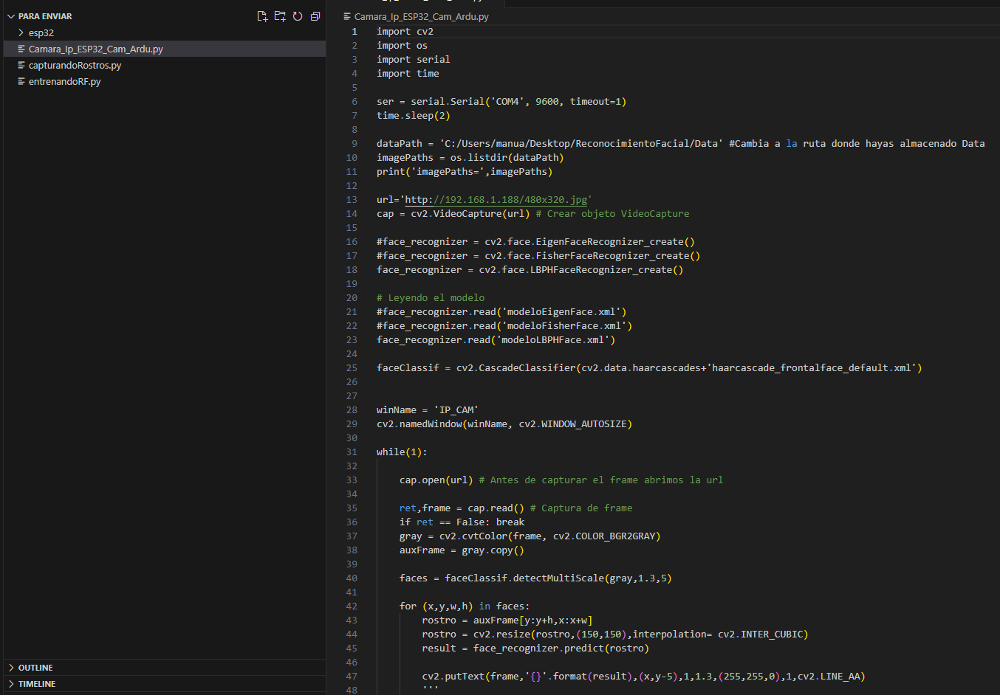 PARA ENVIAR
esp32
Camara_Ip_ESP32_Cam_Ardu.py
capturandoRostros.py
entrenandoRF.py
OUTLINE
TIMELINE
Camara_Ip_ESP32_Cam_Ardu.py
1 import cv2
2 import os
3 import serial
4 import time
5
6 ser = serial.Serial('COM4', 9600, timeout=1)
7 time.sleep(2)
8
9 dataPath = 'C:/Users/manua/Desktop/ReconocimientoFacial/Data' #Cambia a la ruta donde hayas almacenado Data
10 imagePaths = os.listdir(dataPath)
11 print('imagePaths=',imagePaths)
12
13 url='http://192.168.1.188/480x320.jpg'
14 cap = cv2.VideoCapture(url) # Crear objeto VideoCapture
15
16 #face_recognizer = cv2.face.EigenFaceRecognizer_create()
17 #face_recognizer = cv2.face.FisherFaceRecognizer_create()
18 face_recognizer = cv2.face.LBPHFaceRecognizer_create()
19
20 # Leyendo el modelo
21 #face_recognizer.read('modeloEigenFace.xml')
22 #face_recognizer.read('modeloFisherFace.xml')
23 face_recognizer.read('modeloLBPHFace.xml')
24
25 faceClassif = cv2.CascadeClassifier(cv2.data.haarcascades+'haarcascade_frontalface_default.xml')
26
27
28 winName = 'IP_CAM'
29 cv2.namedWindow(winName, cv2.WINDOW_AUTOSIZE)
30
31 while(1):
32
33 cap.open(url) # Antes de capturar el frame abrimos la url
34
35 ret,frame = cap.read() # Captura de frame
36 if ret == False: break
37 gray = cv2.cvtColor(frame, cv2.COLOR_BGR2GRAY)
38 auxFrame = gray.copy()
39
40 faces = faceClassif.detectMultiScale(gray,1.3,5)
41
42 for (x,y,w,h) in faces:
43 rostro = auxFrame[y:y+h,x:x+w]
44 rostro = cv2.resize(rostro,(150,150),interpolation= cv2.INTER_CUBIC)
45 result = face_recognizer.predict(rostro)
46
47 cv2.putText(frame,'{}'.format(result),(x,y-5),1,1.3,(255,255,0),1,cv2.LINE_AA)
48 '''